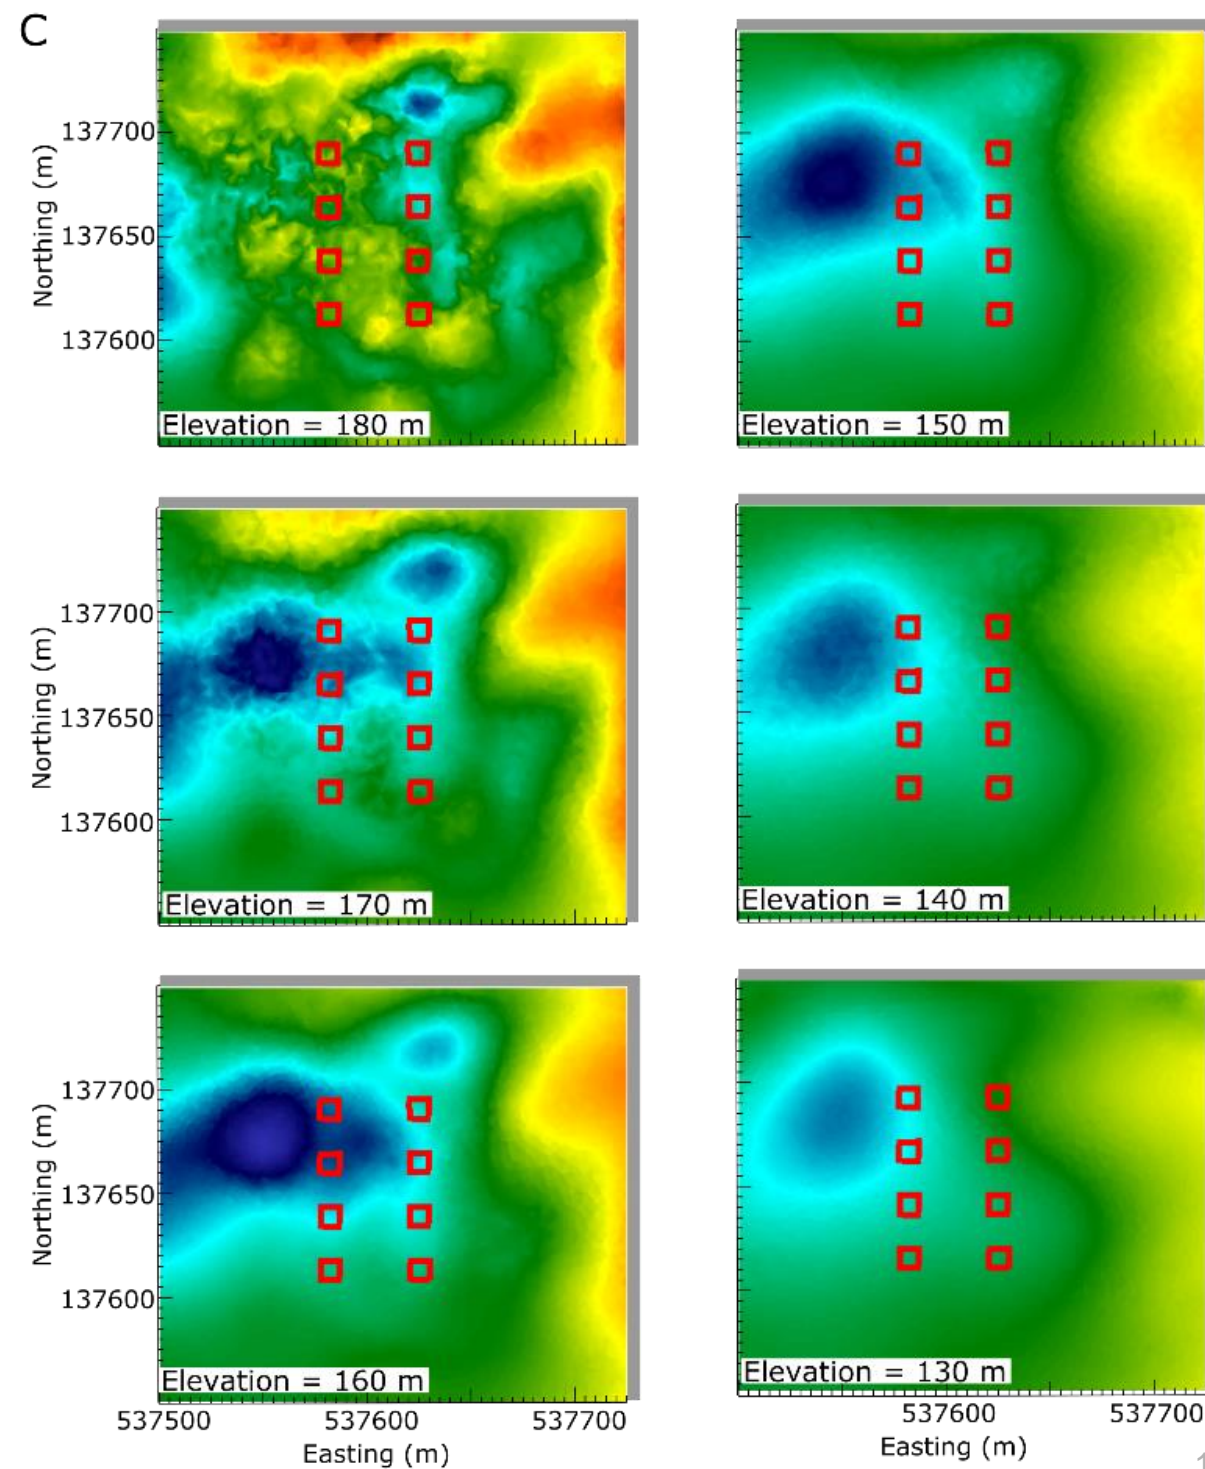 C
137700
137650
137600
Northing (m)
Elevation = 180 m
Elevation = 150 m
137700
137650
137600
Northing (m)
Elevation = 170 m
Elevation = 140 m
137700
137650
137600
Northing (m)
Elevation = 160 m
Elevation = 130 m
537500 537600 537700
Easting (m)
537600 537700
Easting (m)
1